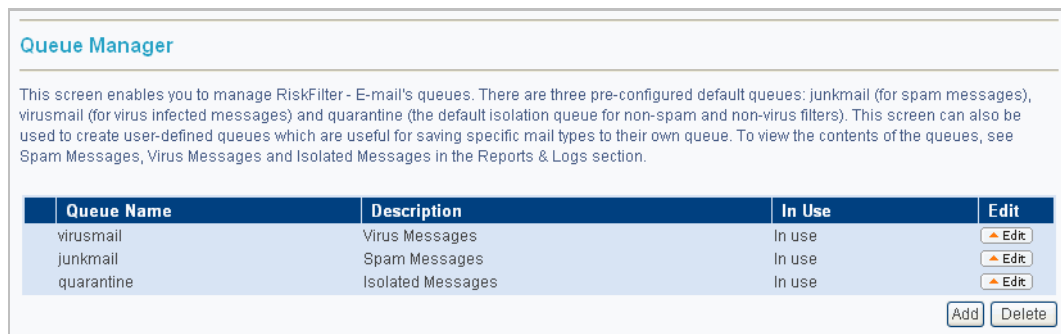 Queue Manager
This screen enables you to manage RiskFilter - E-mail's queues. There are three pre-configured default queues: junkmail (for spam messages),
virusmail (for virus infected messages) and quarantine (the default isolation queue for non-spam and non-virus filters). This screen can also be
used to create user-defined queues which are useful for saving specific mail types to their own queue. To view the contents of the queues, see
Spam Messages, Virus Messages and Isolated Messages in the Reports & Logs section.
Queue Name Description In Use Edit
virusmail Virus Messages In use Edit
junkmail Spam Messages In use Edit
quarantine Isolated Messages In use Edit
Add Delete